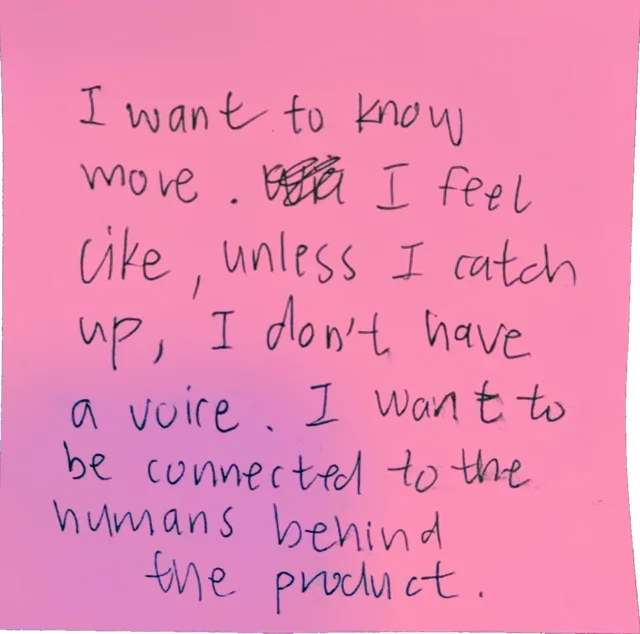 I want to know
more. I feel
like, unless I catch
up, I don't have
a voice. I want to
be connected to the
humans behind
the product.